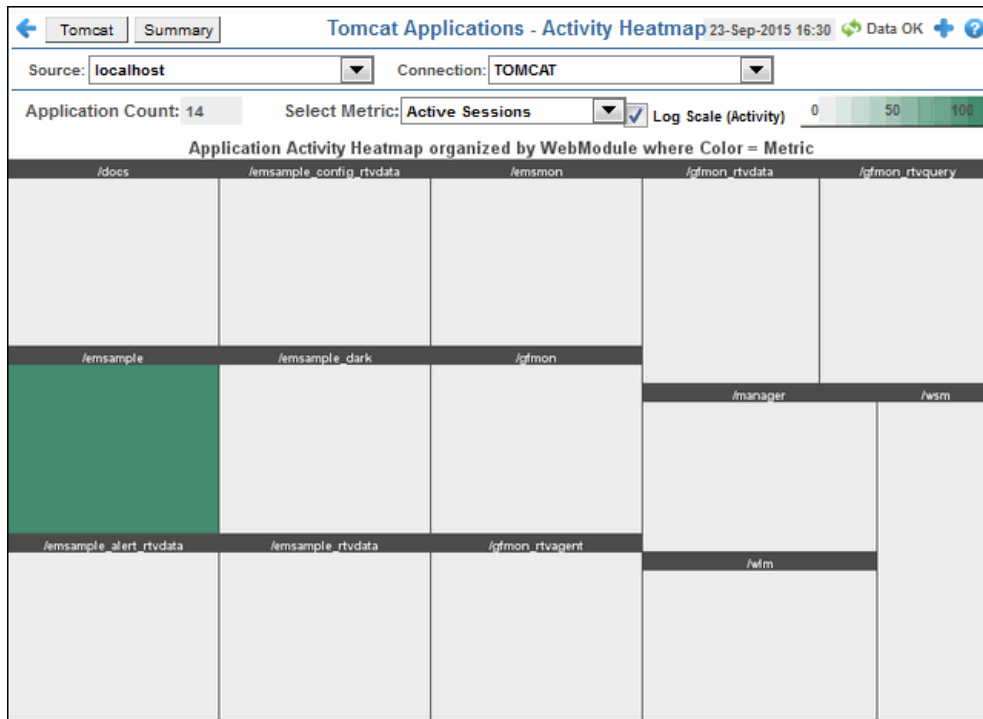 Tomcat Summary Tomcat Applications - Activity Heatmap 23-Sep-2015 16:30 Data OK
Source: localhost Connection: TOMCAT
Application Count: 14 Select Metric: Active Sessions Log Scale (Activity) 0 50 100
Application Activity Heatmap organized by WebModule where Color = Metric
/docs /emsample_config_rtvdata /emsmon /gfmon_rtvdata /gfmon_rtvquery
/emsample /emsample_dark /gfmon
/manager /wsm
/emsample_alert_rtvdata /emsample_rtvdata /gfmon_rtvagent
/wlm